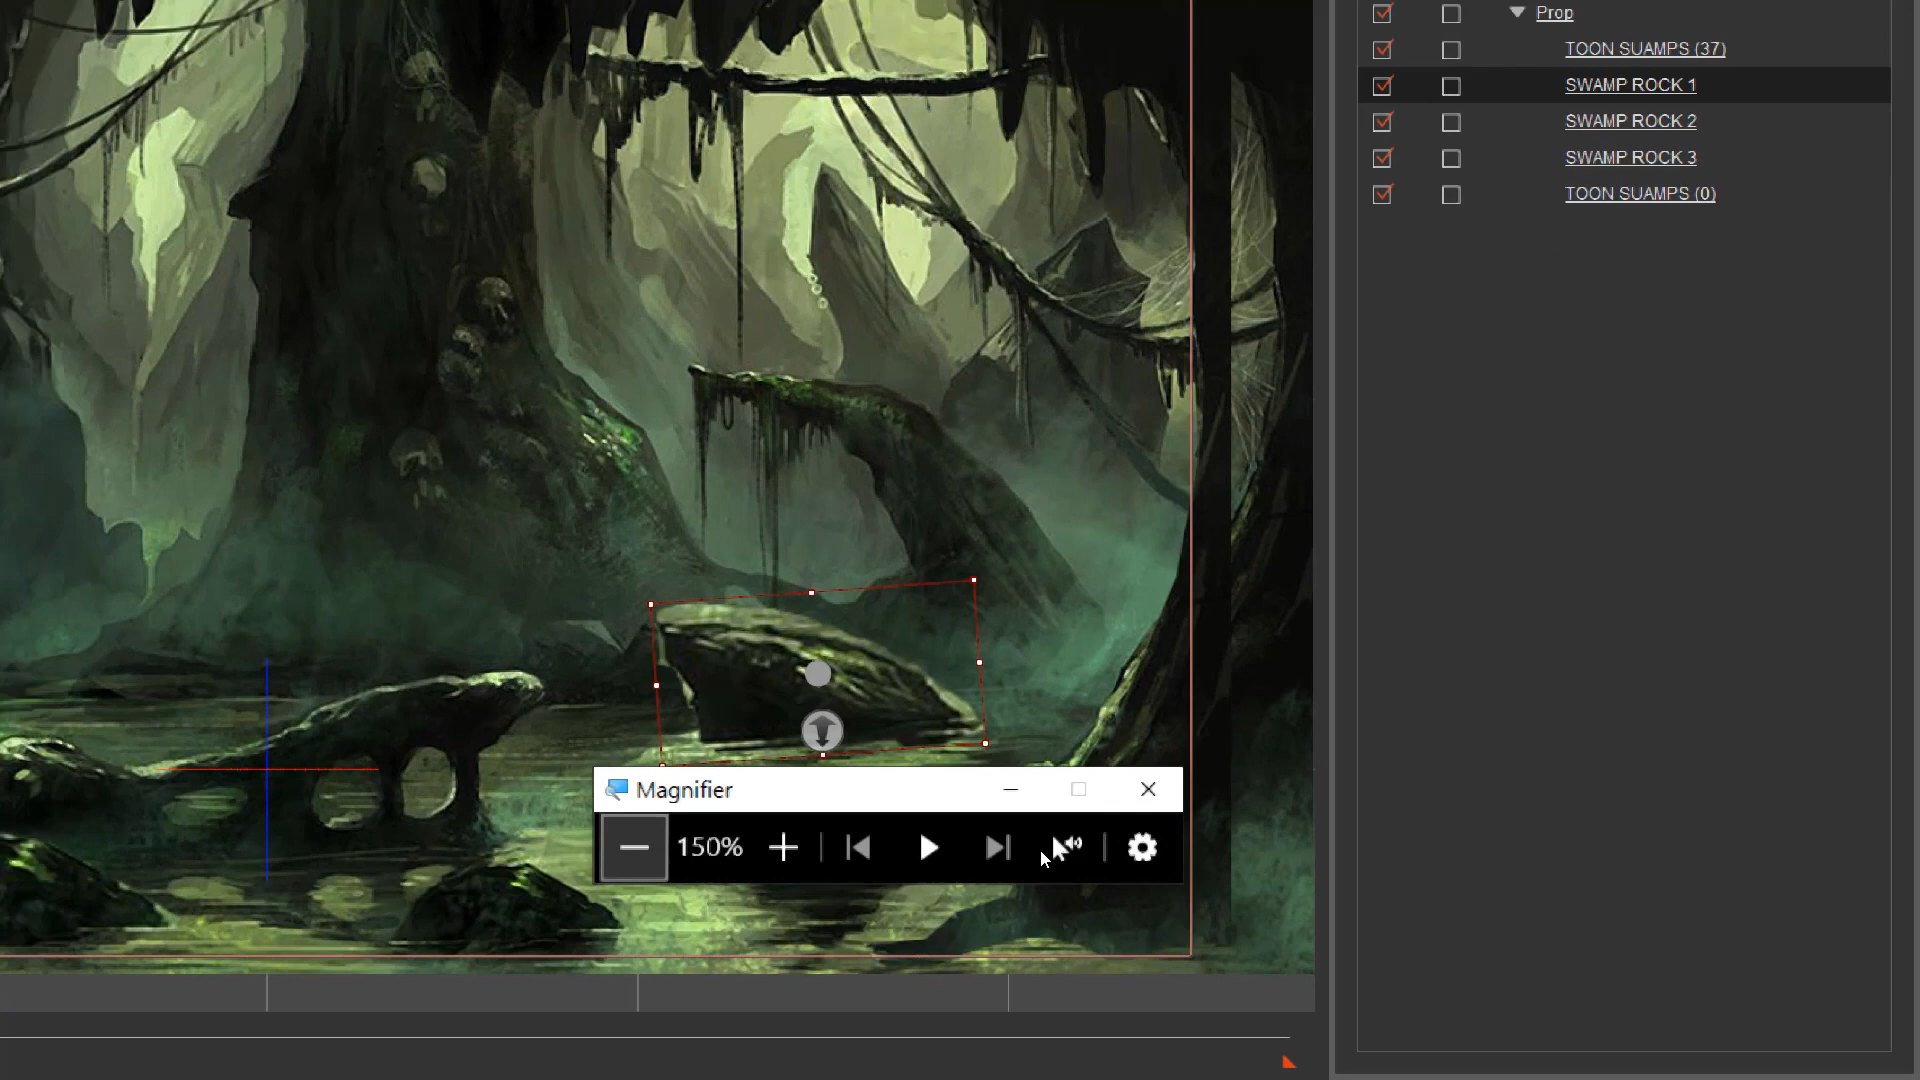 Prop
TOON SUAMPS (37)
SWAMP ROCK 1
SWAMP ROCK 2
SWAMP ROCK 3
TOON SUAMPS (0)
Magnifier
150%